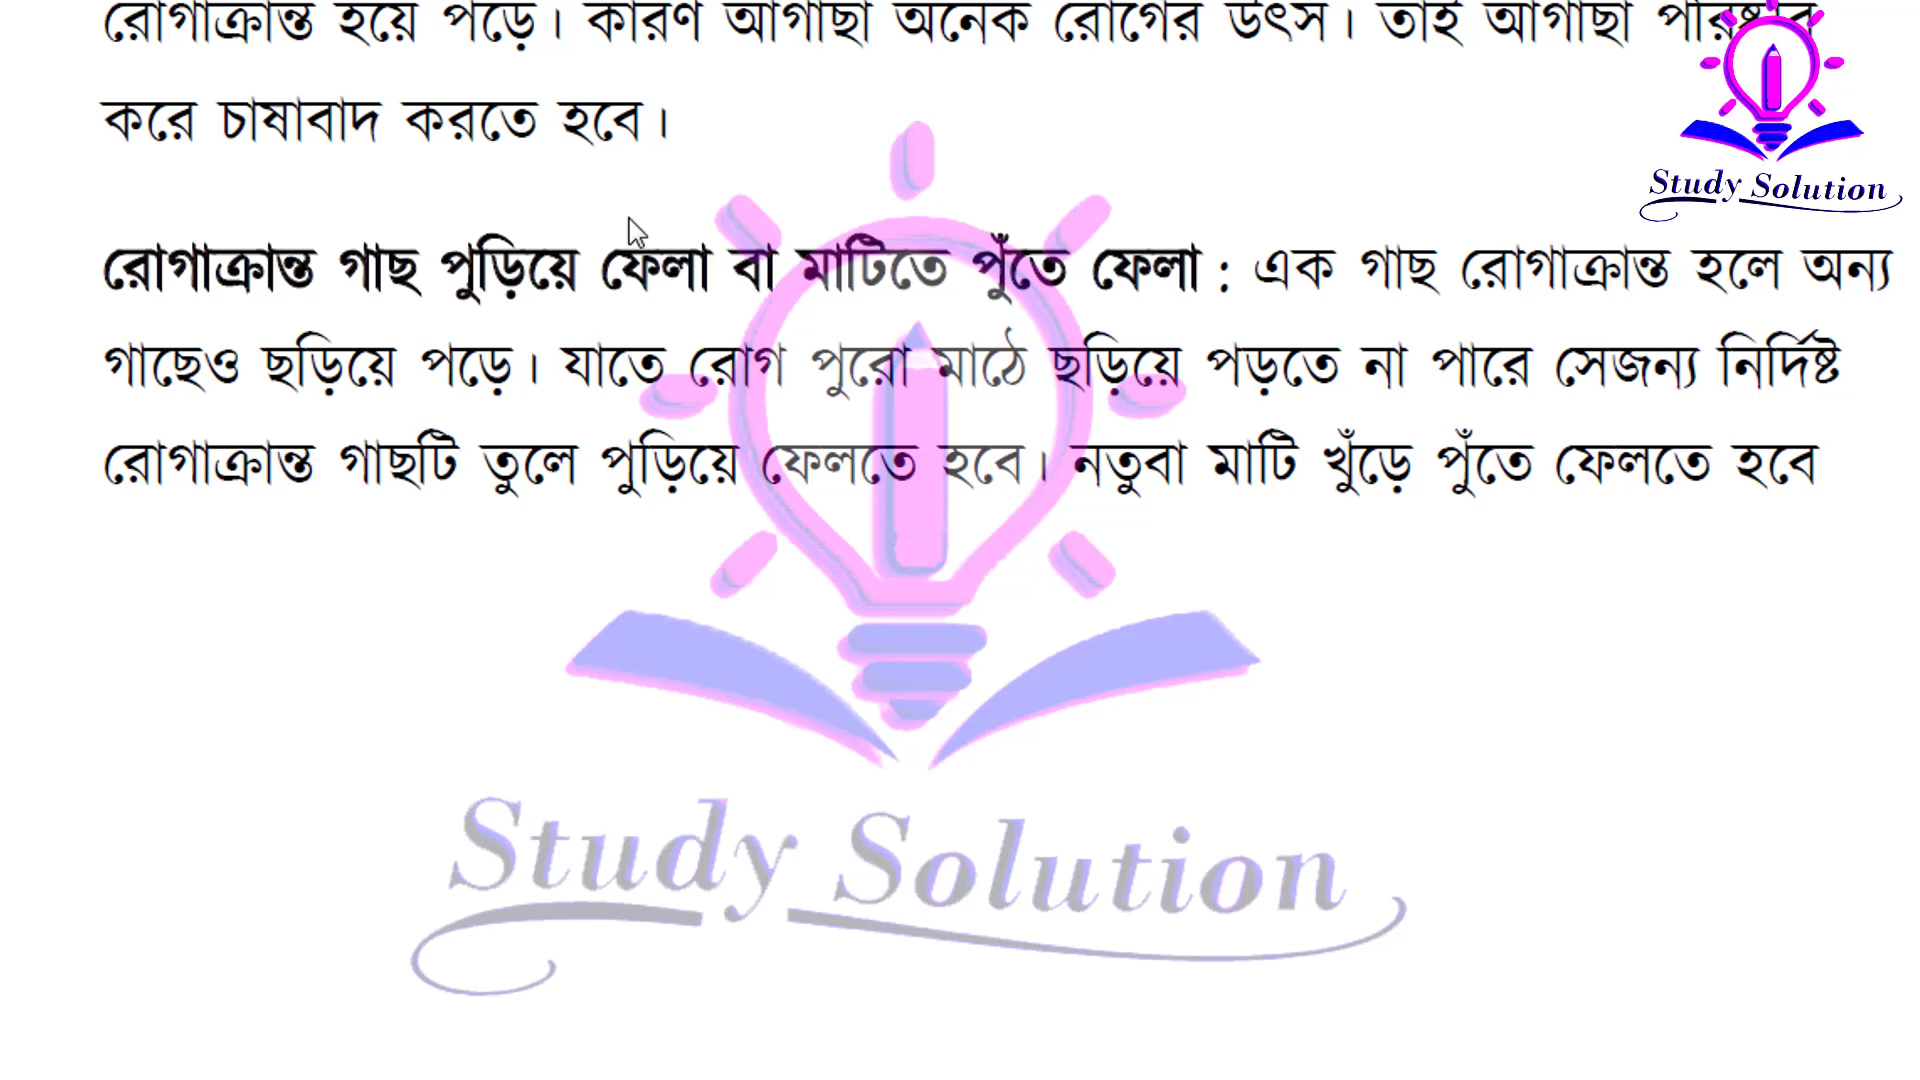 রোগাক্রান্ত হয়ে পড়ে। কারণ আগাছা অনেক রোগের উৎস। তাই আগাছা পরিষ্কার
করে চাষাবাদ করতে হবে।
Study Solution
রোগাক্রান্ত গাছ পুড়িয়ে ফেলা বা মাটিতে পুঁতে ফেলা : এক গাছ রোগাক্রান্ত হলে অন্য
গাছেও ছড়িয়ে পড়ে। যাতে রোগ পুরো মাঠে ছড়িয়ে পড়তে না পারে সেজন্য নির্দিষ্ট
রোগাক্রান্ত গাছটি তুলে পুড়িয়ে ফেলতে হবে। নতুবা মাটি খুঁড়ে পুঁতে ফেলতে হবে
Study Solution